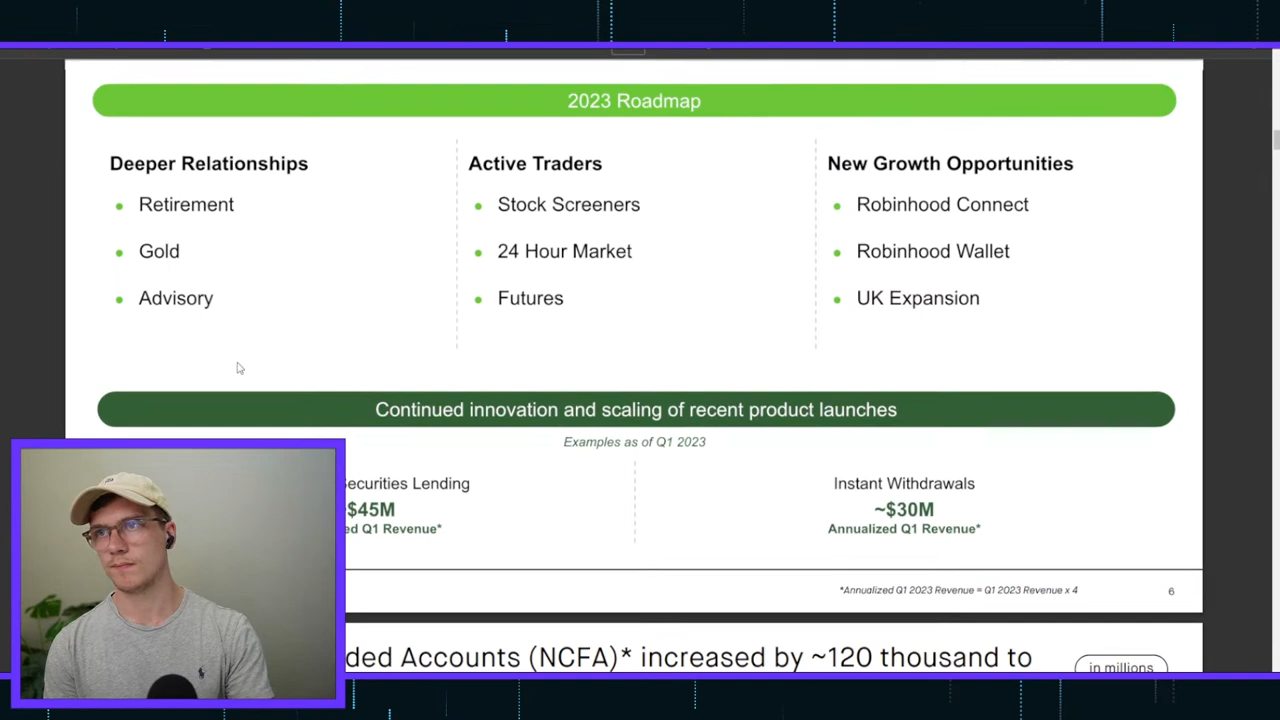 2023 Roadmap
Deeper Relationships
Retirement
Gold
Advisory
Active Traders
Stock Screeners
24 Hour Market
Futures
New Growth Opportunities
Robinhood Connect
Robinhood Wallet
UK Expansion
Continued innovation and scaling of recent product launches
Examples as of Q1 2023
Securities Lending
$45M
ed Q1 Revenue*
Instant Withdrawals
~$30M
Annualized Q1 Revenue*
*Annualized Q1 2023 Revenue = Q1 2023 Revenue x 4
6
ded Accounts (NCFA)* increased by ~120 thousand to
in millions